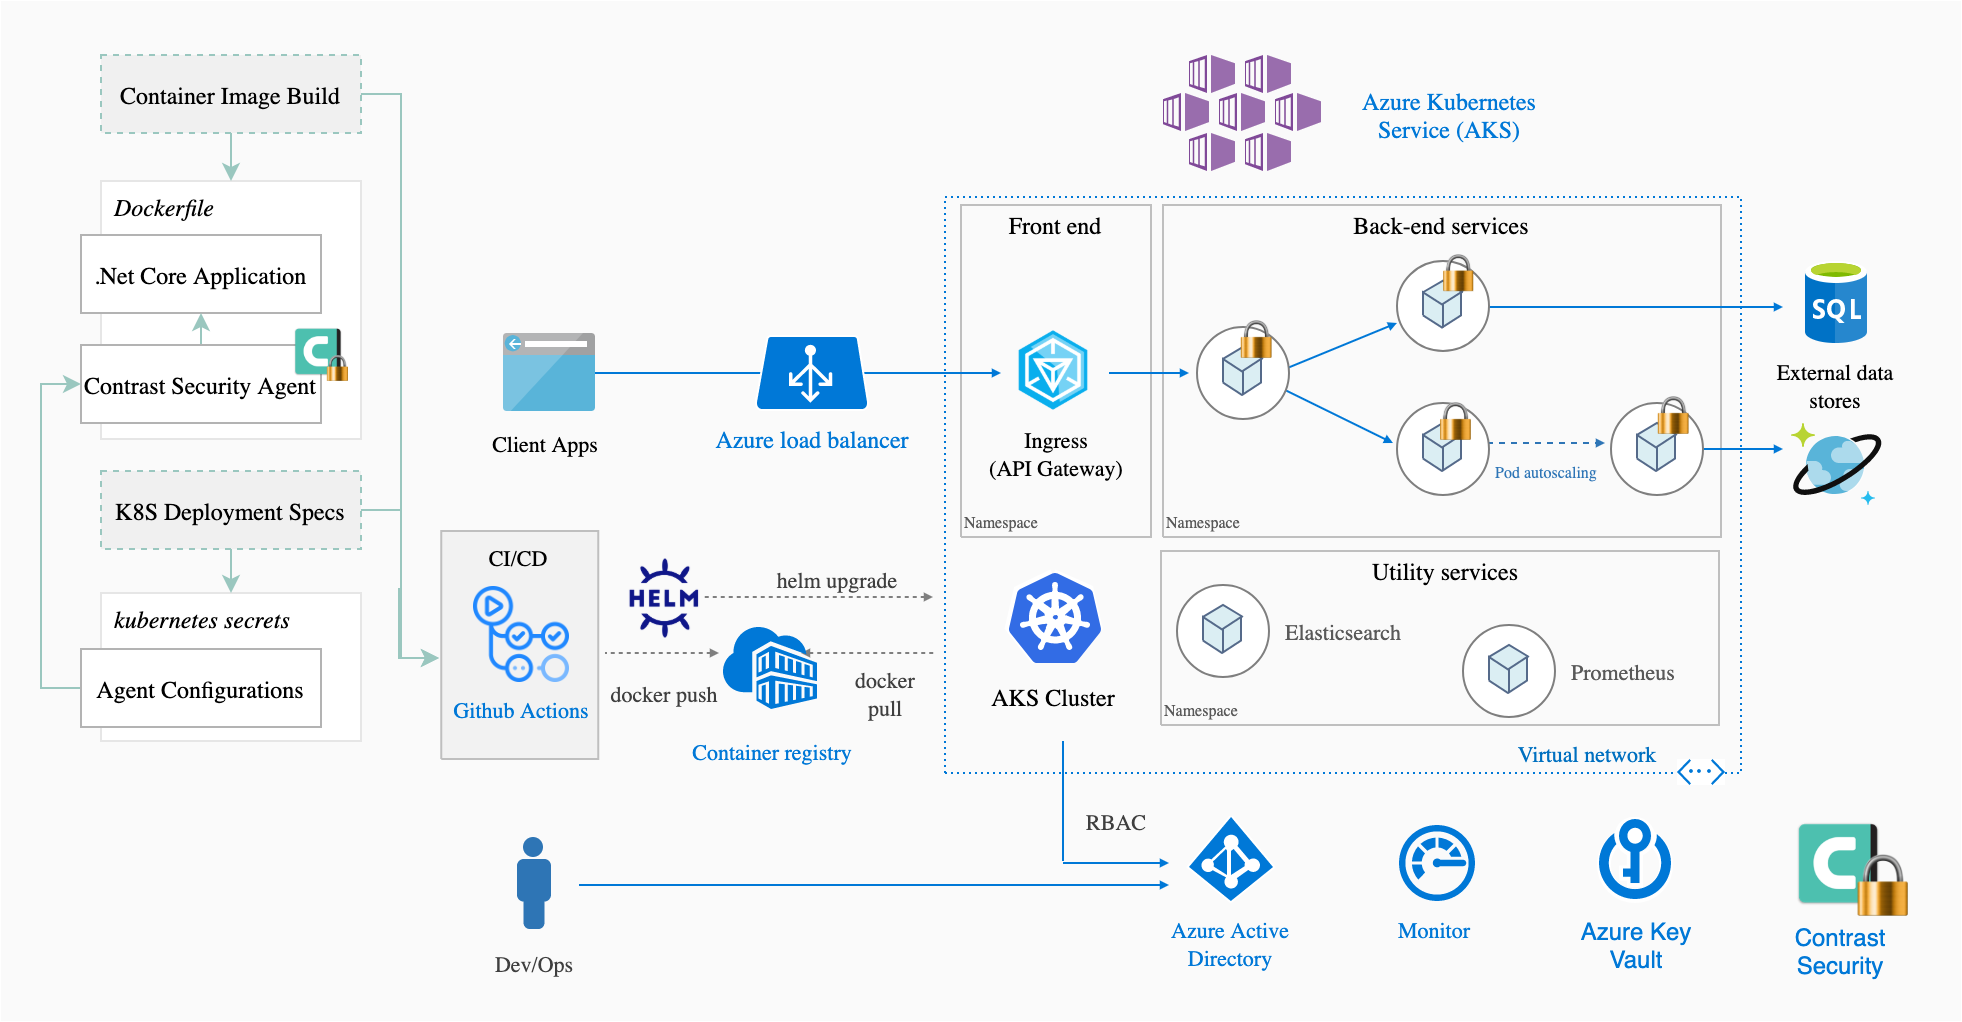 Container Image Build
Dockerfile
.Net Core Application
Contrast Security Agent
K8S Deployment Specs
kubernetes secrets
Agent Configurations
Azure Kubernetes
Service (AKS)
Client Apps
Azure load balancer
Front end
Ingress
(API Gateway)
Namespace
Back-end services
Pod autoscaling
Namespace
SQL
External data
stores
CI/CD
Github Actions
HELM
helm upgrade
docker push
docker
pull
Container registry
AKS Cluster
Utility services
Elasticsearch
Prometheus
Namespace
Virtual network
RBAC
Dev/Ops
Azure Active
Directory
Monitor
Azure Key
Vault
Contrast
Security